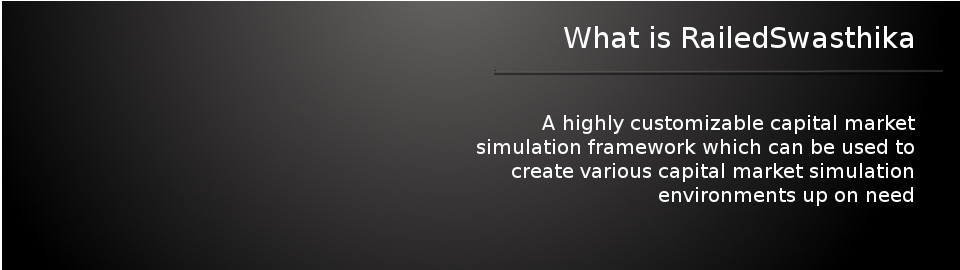 What is RailedSwasthika
A highly customizable capital market
simulation framework which can be used to
create various capital market simulation
environments up on need